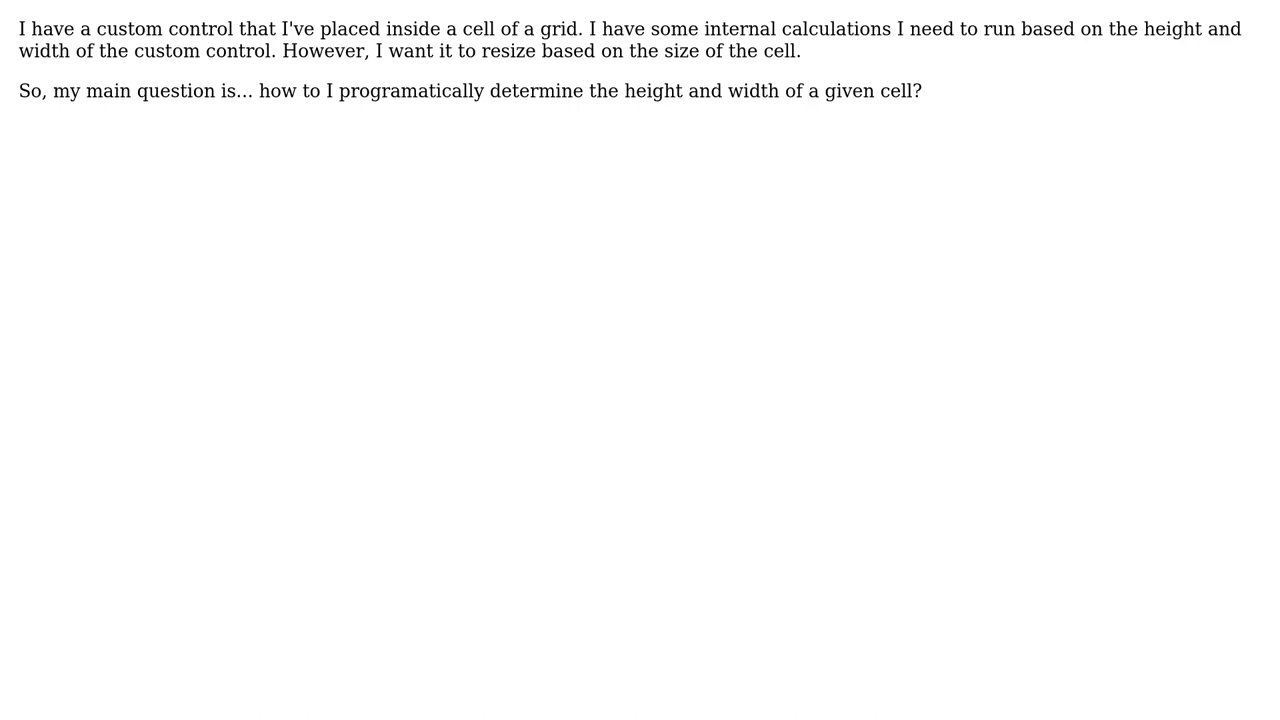 I have a custom control that I've placed inside a cell of a grid. I have some internal calculations I need to run based on the height and
width of the custom control. However, I want it to resize based on the size of the cell.
So, my main question is... how to I programatically determine the height and width of a given cell?